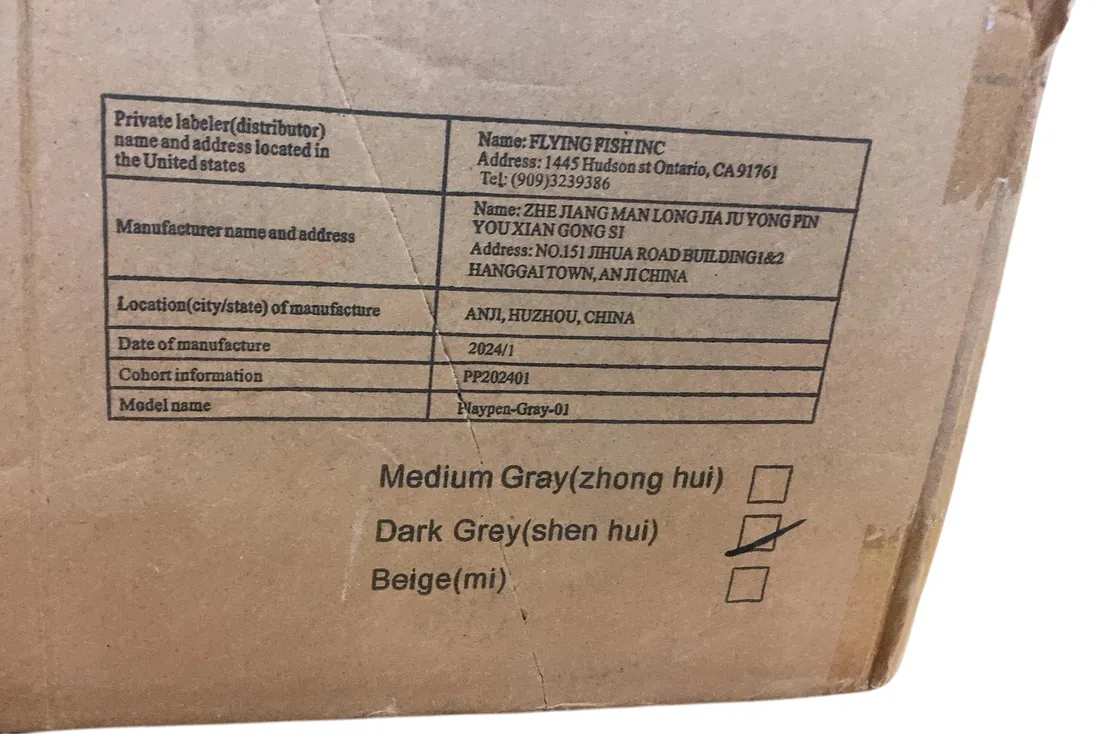 Private labeler(distributor)
name and address located in
the United states
Name: FLYING FISH INC
Address: 1445 Hudson st Ontario, CA 91761
Tel: (909)3239386
Manufacturer name and address
Name: ZHE JIANG MAN LONG JIA JU YONG PIN
YOU XIAN GONG SI
Address: NO.151 JIHUA ROAD BUILDING1&2
HANGGAI TOWN, AN JI CHINA
Location(city/state) of manufacture
ANJI, HUZHOU, CHINA
Date of manufacture
2024/1
Cohort information
PP202401
Model name
Playpen-Gray-01
Medium Gray(zhong hui)
Dark Grey(shen hui)
Beige(mi)